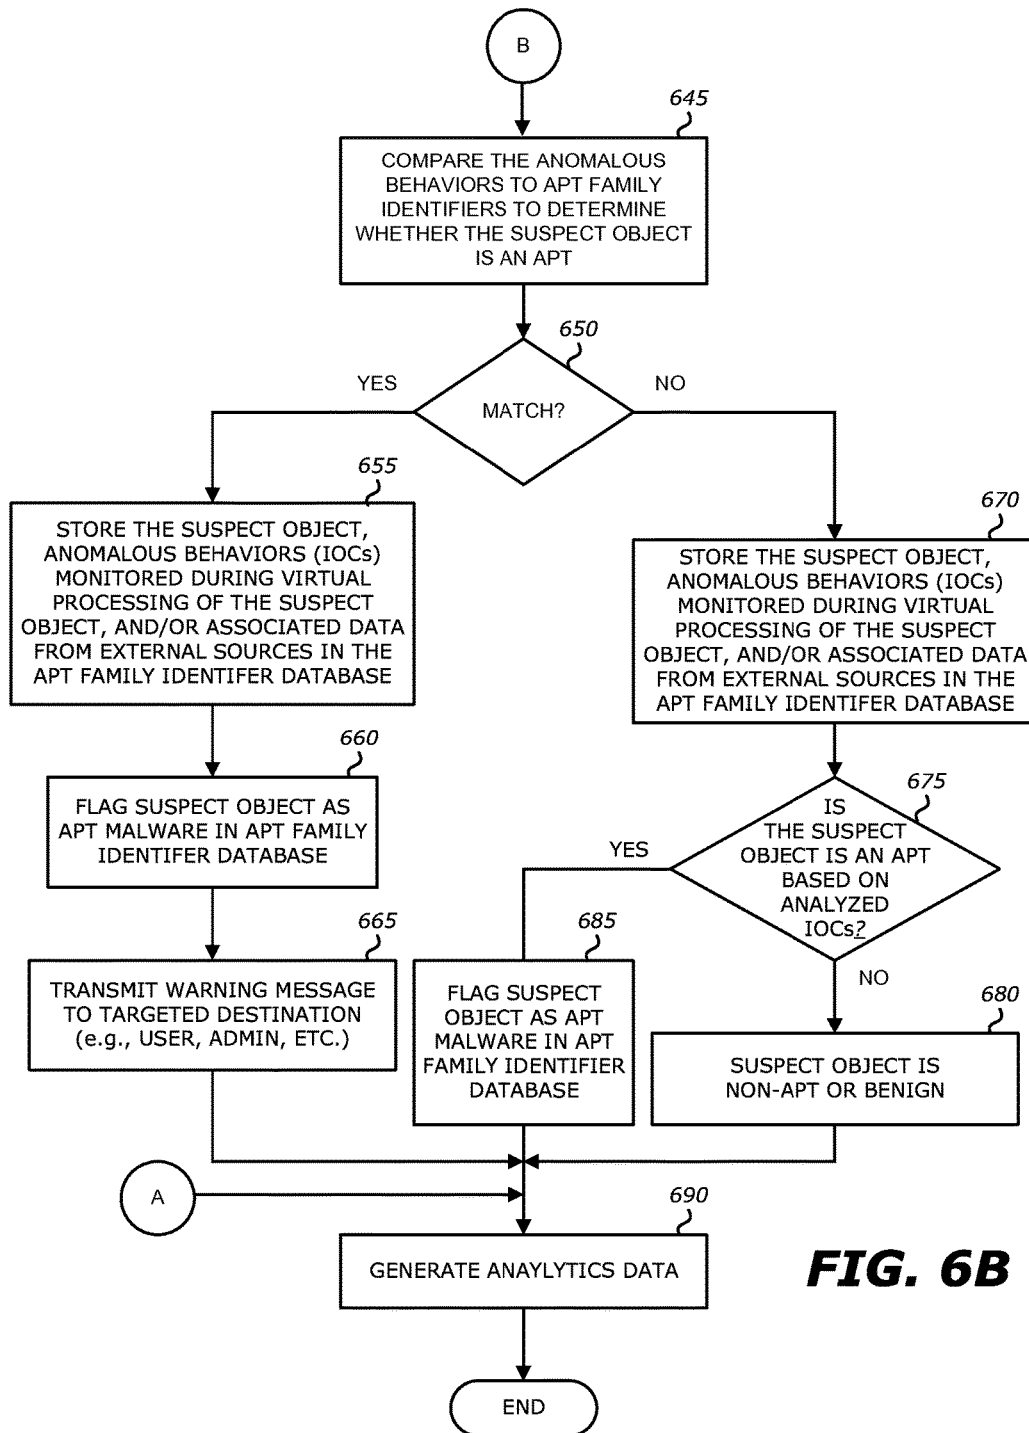 B
645
COMPARE THE ANOMALOUS
BEHAVIORS TO APT FAMILY
IDENTIFIERS TO DETERMINE
WHETHER THE SUSPECT OBJECT
IS AN APT
650
YES
NO
MATCH?
655
STORE THE SUSPECT OBJECT,
ANOMALOUS BEHAVIORS (IOCs)
MONITORED DURING VIRTUAL
PROCESSING OF THE SUSPECT
OBJECT, AND/OR ASSOCIATED DATA
FROM EXTERNAL SOURCES IN THE
APT FAMILY IDENTIFER DATABASE
670
STORE THE SUSPECT OBJECT,
ANOMALOUS BEHAVIORS (IOCs)
MONITORED DURING VIRTUAL
PROCESSING OF THE SUSPECT
OBJECT, AND/OR ASSOCIATED DATA
FROM EXTERNAL SOURCES IN THE
APT FAMILY IDENTIFER DATABASE
660
FLAG SUSPECT OBJECT AS
APT MALWARE IN APT FAMILY
IDENTIFER DATABASE
675
IS
THE SUSPECT
OBJECT IS AN APT
BASED ON
ANALYZED
IOCs?
YES
NO
665
TRANSMIT WARNING MESSAGE
TO TARGETED DESTINATION
(e.g., USER, ADMIN, ETC.)
685
FLAG SUSPECT
OBJECT AS APT
MALWARE IN APT
FAMILY IDENTIFIER
DATABASE
680
SUSPECT OBJECT IS
NON-APT OR BENIGN
A
690
GENERATE ANAYLYTICS DATA
FIG. 6B
END